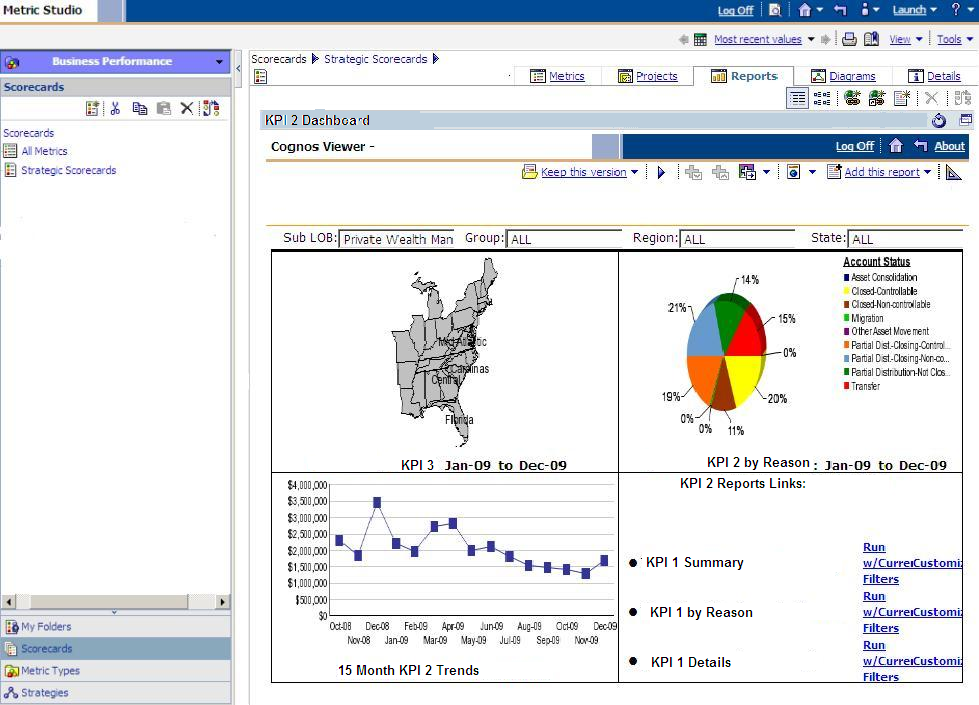 Metric Studio
Log Off
Launch
?
Most recent values
View
Tools
Business Performance
Scorecards
Scorecards
All Metrics
Strategic Scorecards
My Folders
Scorecards
Metric Types
Strategies
Scorecards Strategic Scorecards
Metrics Projects Reports Diagrams Details
KPI 2 Dashboard
Cognos Viewer -
Log Off About
Keep this version Add this report
Sub LOB: Private Wealth Man Group: ALL Region: ALL State: ALL
Mid Atlantic
Carolinas
Central
Florida
KPI 3 Jan-09 to Dec-09
14%
15%
0%
20%
11%
0%
0%
19%
21%
Account Status
Asset Consolidation
Closed-Controllable
Closed-Non-controllable
Migration
Other Asset Movement
Partial Dist.-Closing-Control...
Partial Dist.-Closing-Non-co...
Partial Distribution-Not Clos...
Transfer
KPI 2 by Reason : Jan-09 to Dec-09
$4,000,000
$3,500,000
$3,000,000
$2,500,000
$2,000,000
$1,500,000
$1,000,000
$500,000
$0
Oct-08 Dec-08 Feb-09 Apr-09 Jun-09 Aug-09 Oct-09 Dec-09
Nov-08 Jan-09 Mar-09 May-09 Jul-09 Sep-09 Nov-09
15 Month KPI 2 Trends
KPI 2 Reports Links:
KPI 1 Summary
Run
w/CurrerCustomiz
Filters
KPI 1 by Reason
Run
w/CurrerCustomiz
Filters
KPI 1 Details
Run
w/CurrerCustomiz
Filters